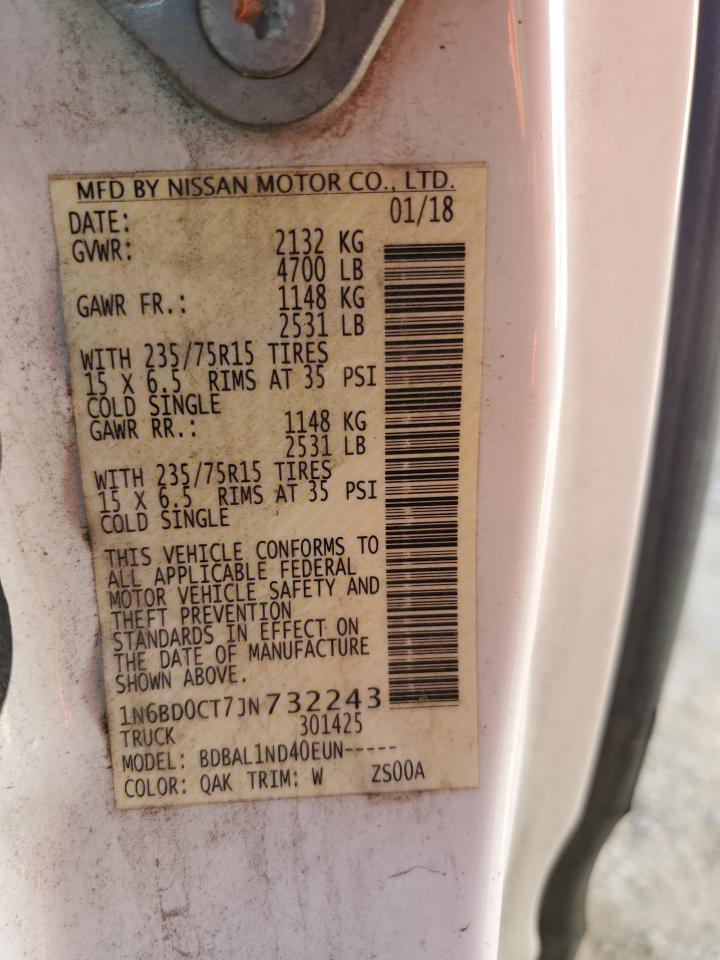 MFD BY NISSAN MOTOR CO., LTD.
DATE: 01/18
GVWR: 2132 KG
4700 LB
GAWR FR.: 1148 KG
2531 LB
WITH 235/75R15 TIRES
15 X 6.5 RIMS AT 35 PSI
COLD SINGLE
GAWR RR.: 1148 KG
2531 LB
WITH 235/75R15 TIRES
15 X 6.5 RIMS AT 35 PSI
COLD SINGLE
THIS VEHICLE CONFORMS TO
ALL APPLICABLE FEDERAL
MOTOR VEHICLE SAFETY AND
THEFT PREVENTION
STANDARDS IN EFFECT ON
THE DATE OF MANUFACTURE
SHOWN ABOVE.
1N6BD0CT7JN732243
TRUCK 301425
MODEL: BDBAL1ND40EUN-----
COLOR: QAK TRIM: W ZS00A